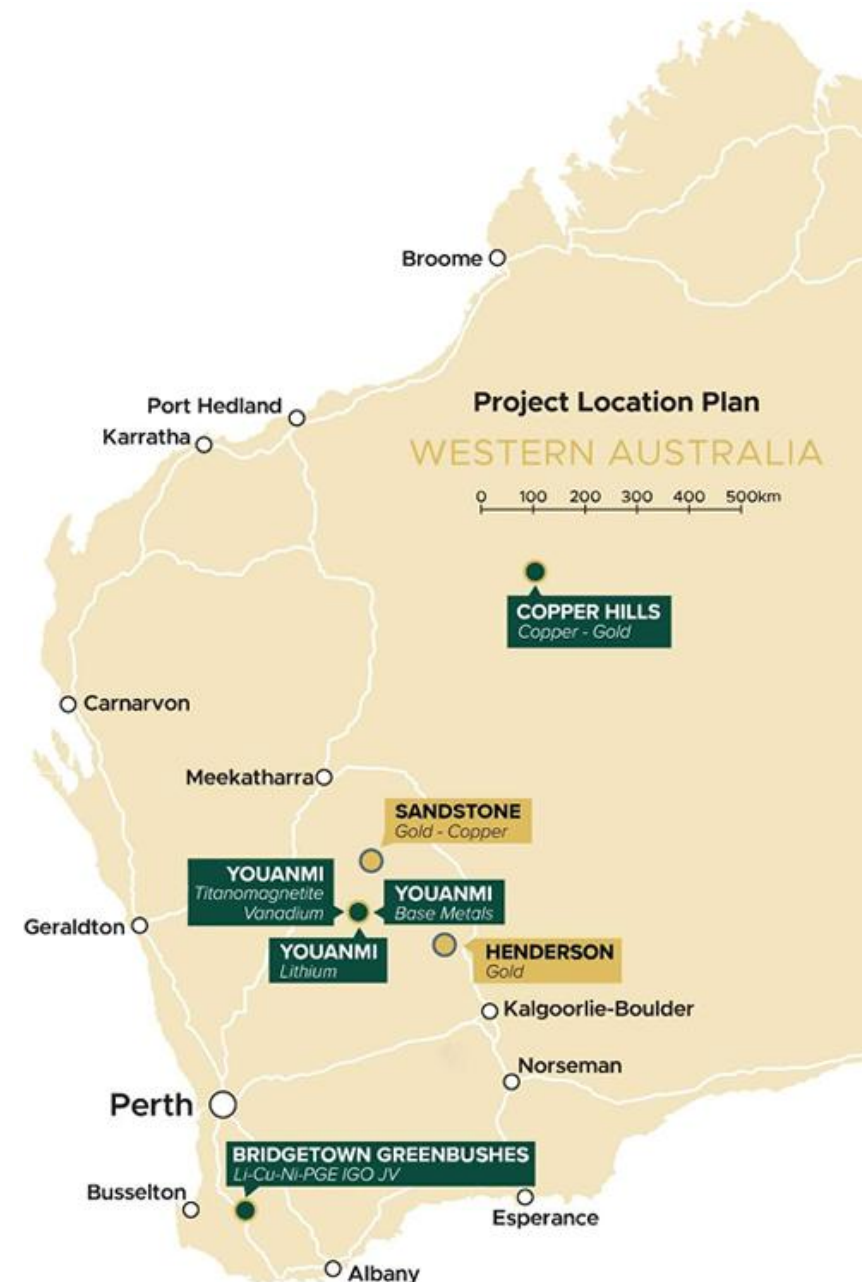 Broome
Port Hedland
Karratha
Project Location Plan
WESTERN AUSTRALIA
0 100 200 300 400 500km
COPPER HILLS
Copper - Gold
Carnarvon
Meekatharra
SANDSTONE
Gold - Copper
YOUANMI
Titanomagnetite
Vanadium
YOUANMI
Base Metals
Geraldton
YOUANMI
Lithium
HENDERSON
Gold
Kalgoorlie-Boulder
Norseman
Perth
BRIDGETOWN GREENBUSHES
Li-Cu-Ni-PGE IGO JV
Busselton
Esperance
Albany